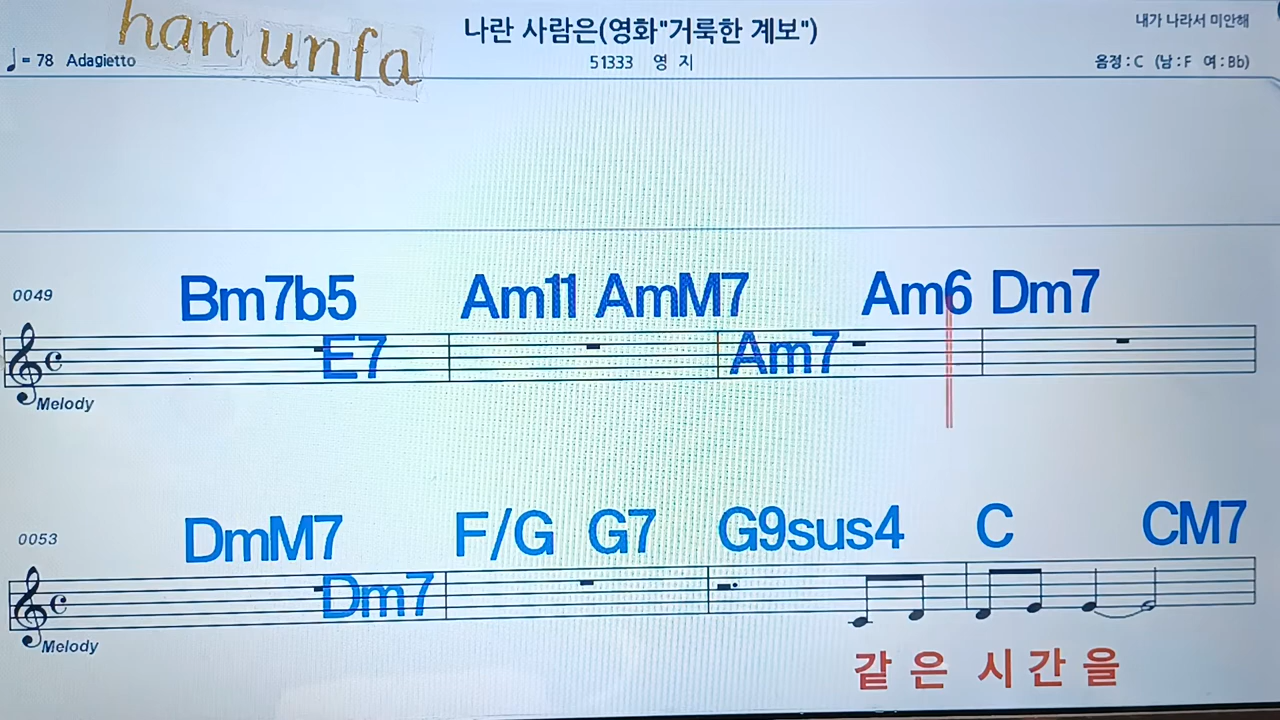 han unfa
나란 사람은(영화"거룩한 계보")
내가 나라서 미안해
♩= 78 Adagietto
51333 영 지
음정 : C (남 : F 여 : Bb)
0049
Bm7b5 E7 Am11 AmM7 Am7 Am6 Dm7
Melody
0053
DmM7 Dm7 F/G G7 G9sus4 C CM7
Melody
같 은 시 간 을